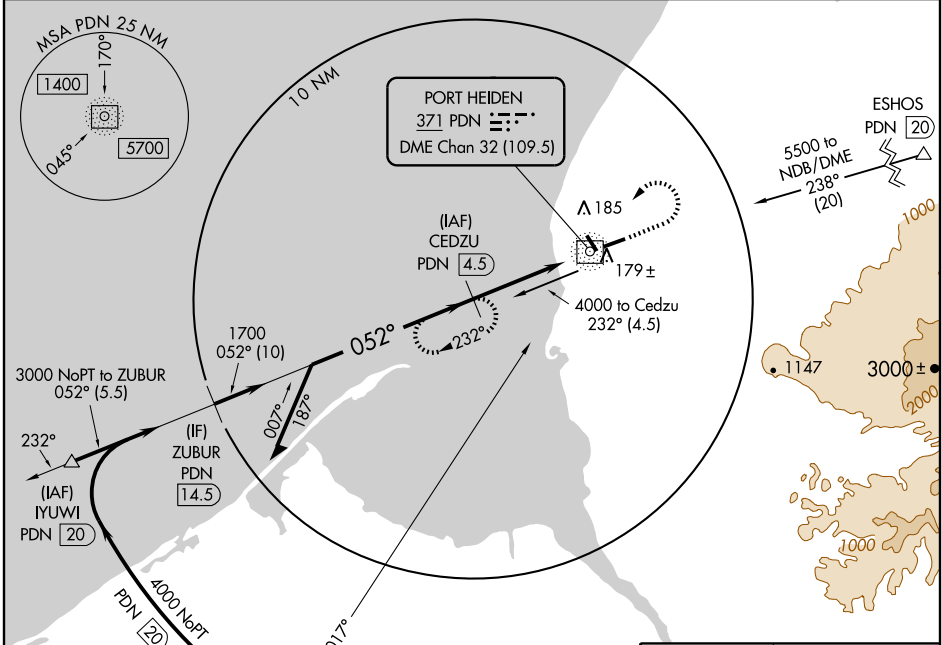 MSA PDN 25 NM
170°
1400
5700
045°
10 NM
PORT HEIDEN
371 PDN
DME Chan 32 (109.5)
ESHOS
PDN 20
5500 to
NDB/DME
238°
(20)
1000
185
(IAF)
CEDZU
PDN 4.5
179 ±
4000 to Cedzu
232° (4.5)
052°
232°
1700
052° (10)
3000 NoPT to ZUBUR
052° (5.5)
1147
3000 ±
2000
007°
187°
232°
(IF)
ZUBUR
PDN
14.5
(IAF)
IYUWI
PDN 20
1000
4000 NoPT
PDN 20
017°